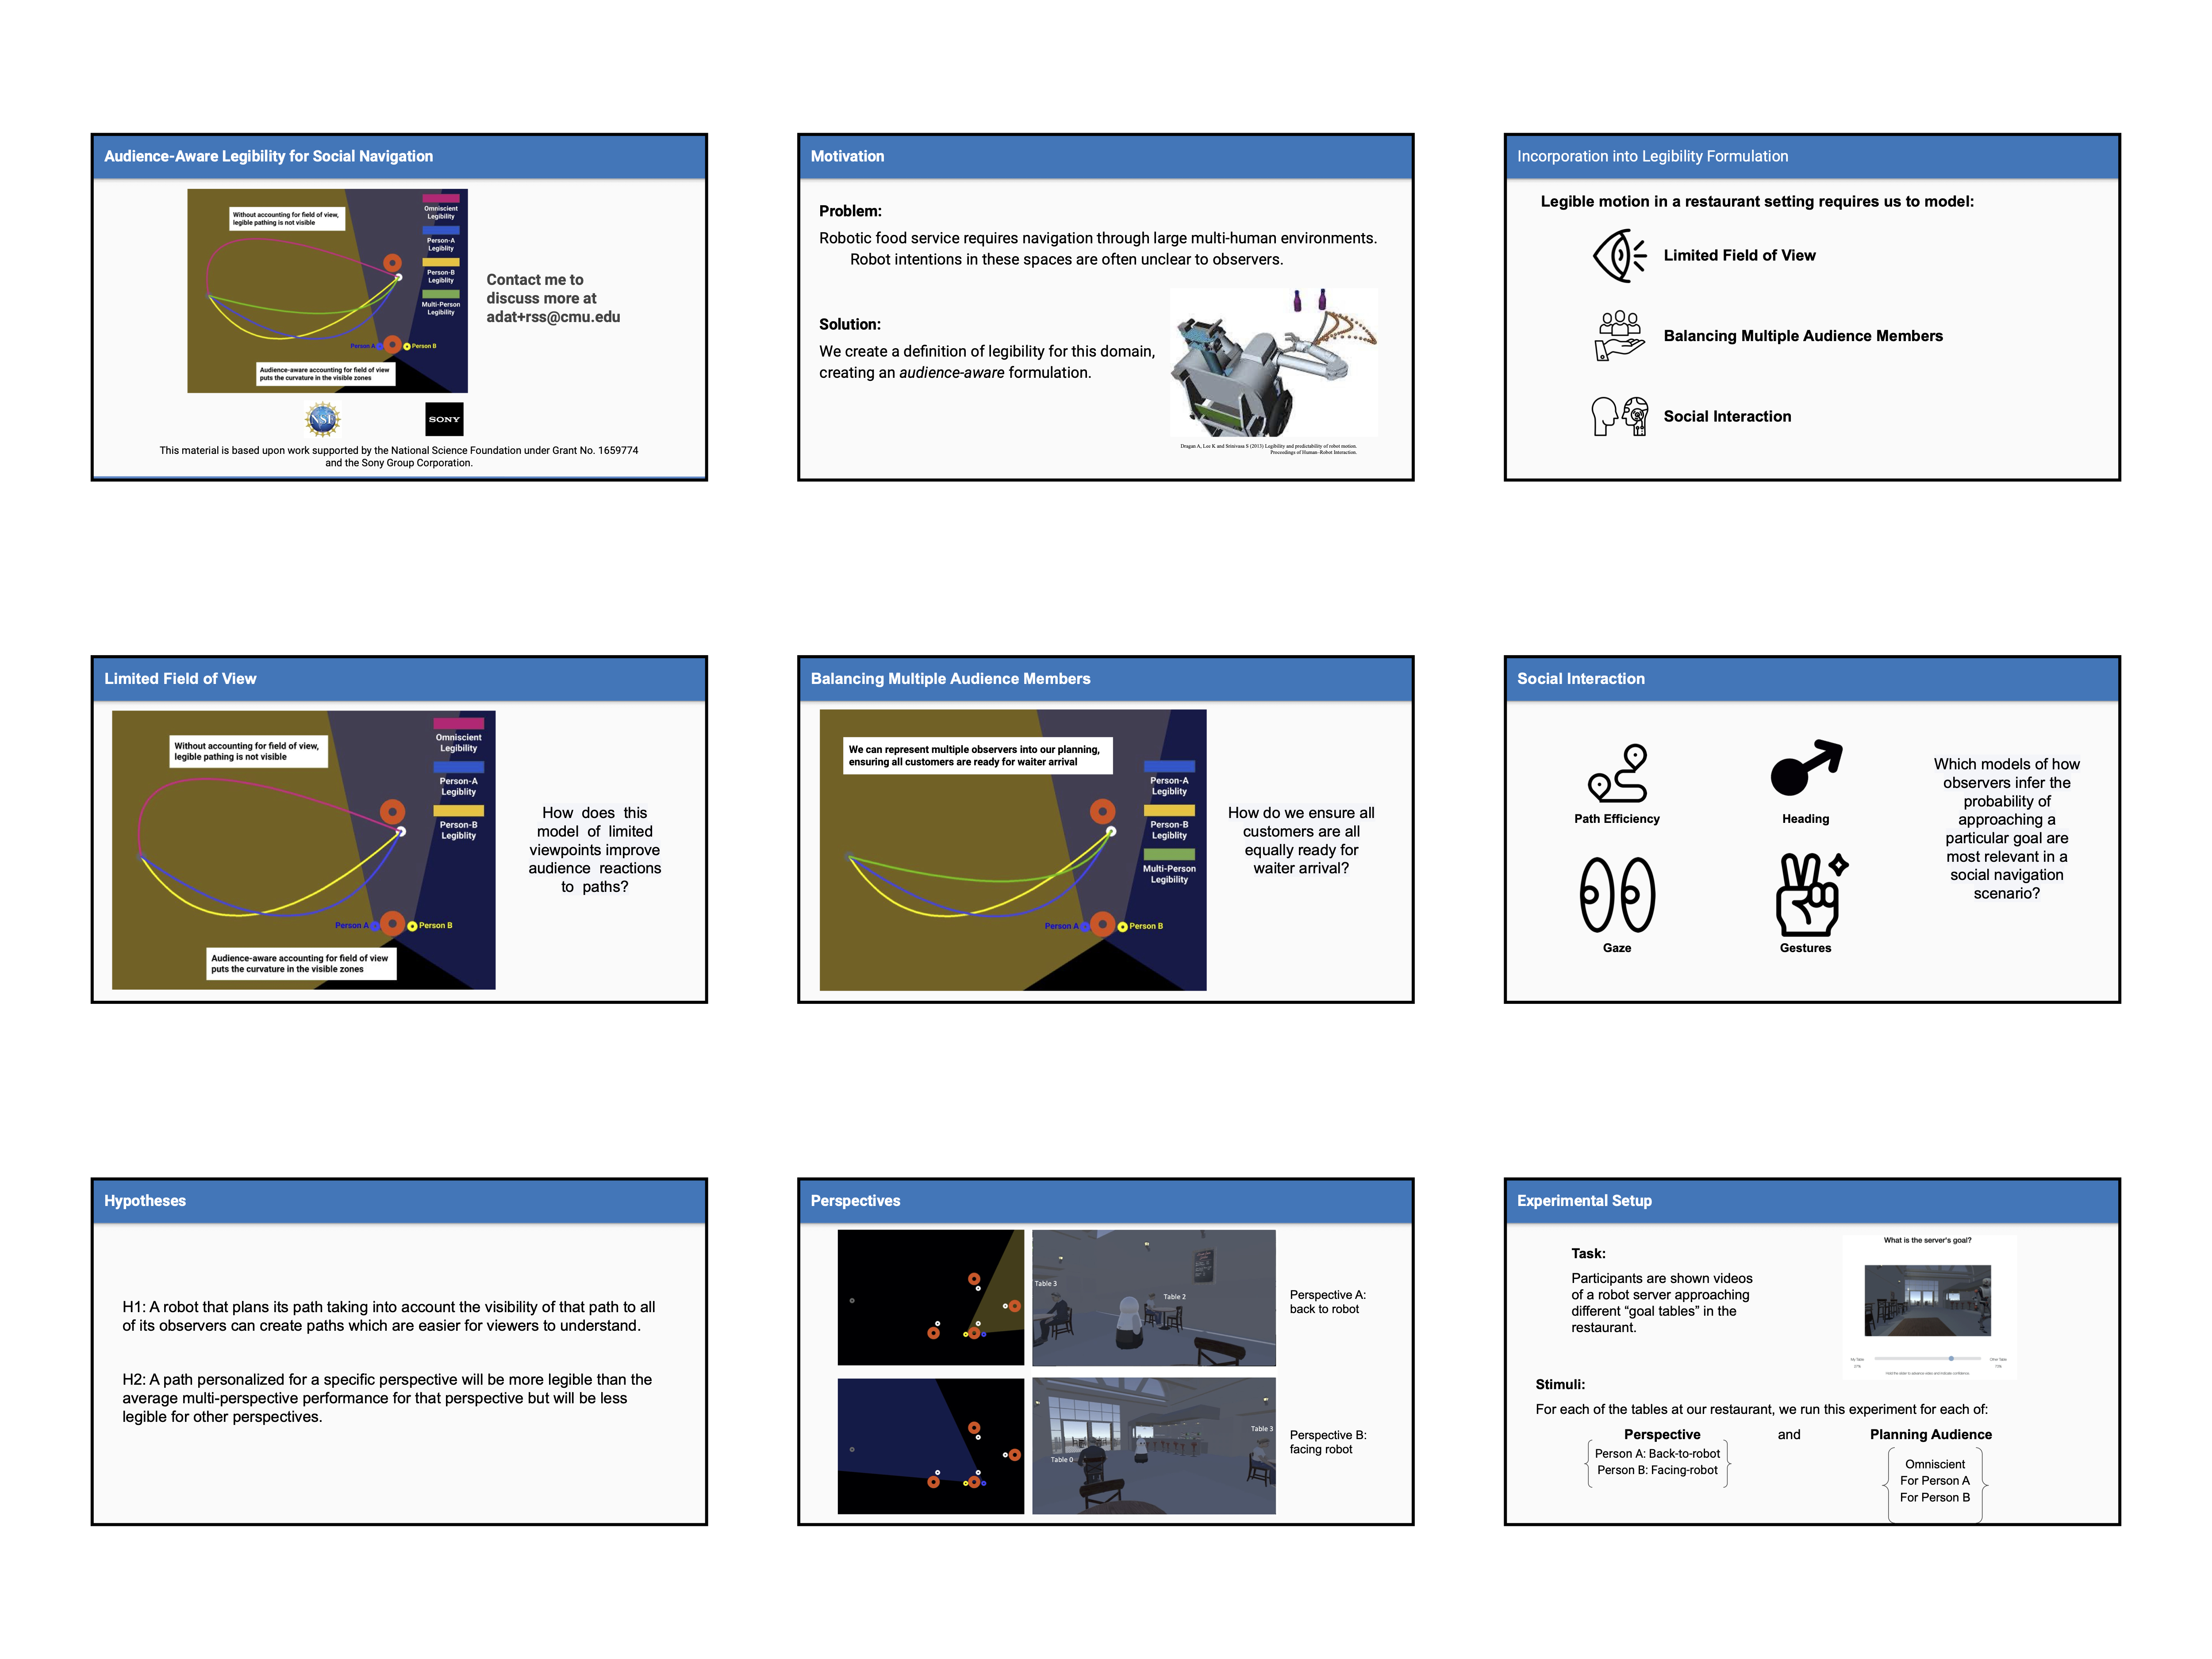 Audience-Aware Legibility for Social Navigation
Without accounting for field of view,
legible pathing is not visible
Omniscient
Legibility
Person-A
Legiblity
Person-B
Legiblity
Multi-Person
Legibility
Person A
Person B
Audience-aware accounting for field of view
puts the curvature in the visible zones
Contact me to
discuss more at
adat+rss@cmu.edu
NSF
SONY
This material is based upon work supported by the National Science Foundation under Grant No. 1659774
and the Sony Group Corporation.
Motivation
Problem:
Robotic food service requires navigation through large multi-human environments.
Robot intentions in these spaces are often unclear to observers.
Solution:
We create a definition of legibility for this domain,
creating an audience-aware formulation.
Dragan A, Lee K and Srinivasa S (2013) Legibility and predictability of robot motion.
Proceedings of Human–Robot Interaction.
Incorporation into Legibility Formulation
Legible motion in a restaurant setting requires us to model:
Limited Field of View
Balancing Multiple Audience Members
Social Interaction
Limited Field of View
Without accounting for field of view,
legible pathing is not visible
Omniscient
Legibility
Person-A
Legiblity
Person-B
Legiblity
Person A
Person B
Audience-aware accounting for field of view
puts the curvature in the visible zones
How does this
model of limited
viewpoints improve
audience reactions
to paths?
Balancing Multiple Audience Members
We can represent multiple observers into our planning,
ensuring all customers are ready for waiter arrival
Person-A
Legiblity
Person-B
Legiblity
Multi-Person
Legibility
Person A
Person B
How do we ensure all
customers are all
equally ready for
waiter arrival?
Social Interaction
Path Efficiency
Heading
Gaze
Gestures
Which models of how
observers infer the
probability of
approaching a
particular goal are
most relevant in a
social navigation
scenario?
Hypotheses
H1: A robot that plans its path taking into account the visibility of that path to all
of its observers can create paths which are easier for viewers to understand.
H2: A path personalized for a specific perspective will be more legible than the
average multi-perspective performance for that perspective but will be less
legible for other perspectives.
Perspectives
Table 3
Table 2
Perspective A:
back to robot
Table 0
Table 3
Perspective B:
facing robot
Experimental Setup
Task:
Participants are shown videos
of a robot server approaching
different “goal tables” in the
restaurant.
What is the server's goal?
My Table
Other Table
Hold the slider to advance video and indicate confidence.
Stimuli:
For each of the tables at our restaurant, we run this experiment for each of:
Perspective
Person A: Back-to-robot
Person B: Facing-robot
and
Planning Audience
Omniscient
For Person A
For Person B